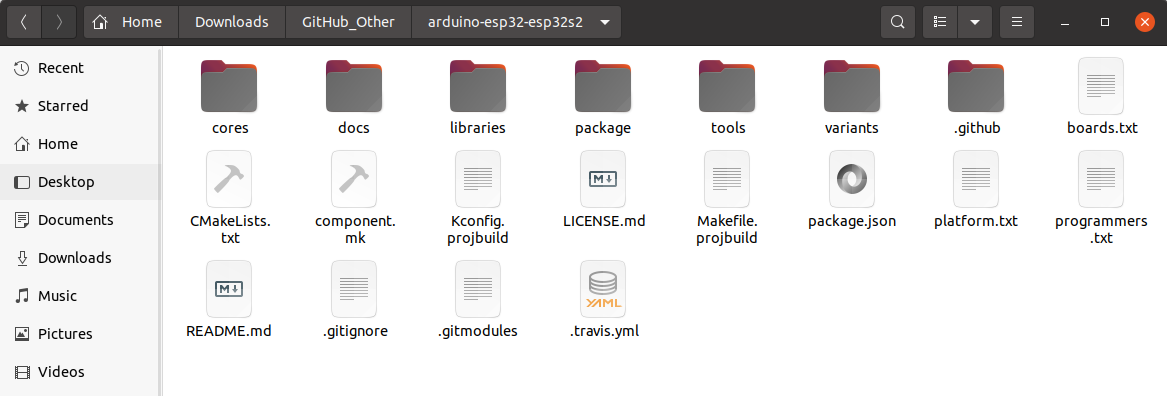 Home Downloads GitHub_Other arduino-esp32-esp32s2
Recent
Starred
Home
Desktop
Documents
Downloads
Music
Pictures
Videos
cores docs libraries package tools variants .github boards.txt
CMakeLists.
txt
component.
mk
Kconfig.
projbuild
LICENSE.md
Makefile.
projbuild
package.json
platform.txt
programmers
.txt
README.md .gitignore .gitmodules .travis.yml
M
M
YAML